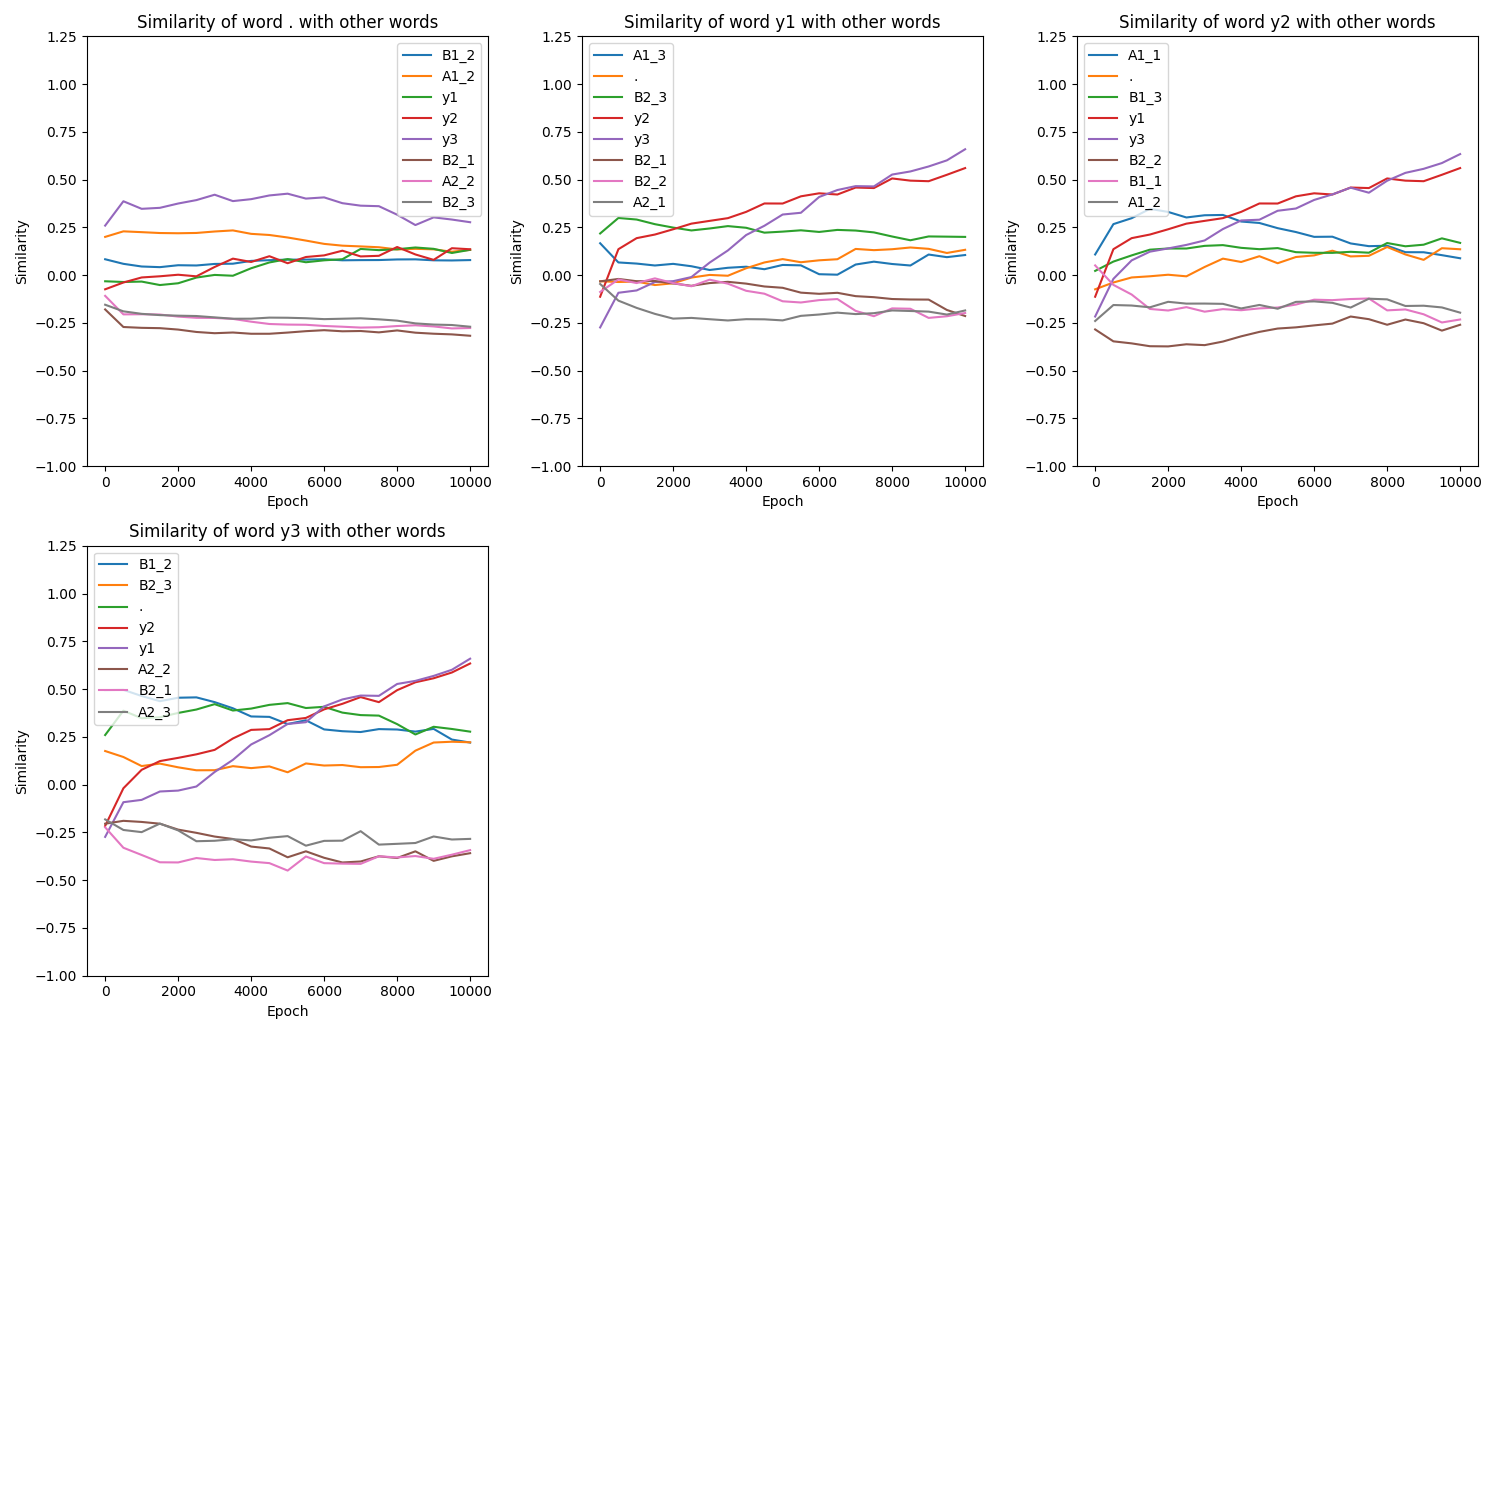 Similarity of word . with other words
1.25
1.00
0.75
0.50
0.25
0.00
−0.25
−0.50
−0.75
−1.00
Similarity
0 2000 4000 6000 8000 10000
Epoch
B1_2
A1_2
y1
y2
y3
B2_1
A2_2
B2_3
Similarity of word y1 with other words
1.25
1.00
0.75
0.50
0.25
0.00
−0.25
−0.50
−0.75
−1.00
Similarity
0 2000 4000 6000 8000 10000
Epoch
A1_3
.
B2_3
y2
y3
B2_1
B2_2
A2_1
Similarity of word y2 with other words
1.25
1.00
0.75
0.50
0.25
0.00
−0.25
−0.50
−0.75
−1.00
Similarity
0 2000 4000 6000 8000 10000
Epoch
A1_1
.
B1_3
y1
y3
B2_2
B1_1
A1_2
Similarity of word y3 with other words
1.25
1.00
0.75
0.50
0.25
0.00
−0.25
−0.50
−0.75
−1.00
Similarity
0 2000 4000 6000 8000 10000
Epoch
B1_2
B2_3
.
y2
y1
A2_2
B2_1
A2_3